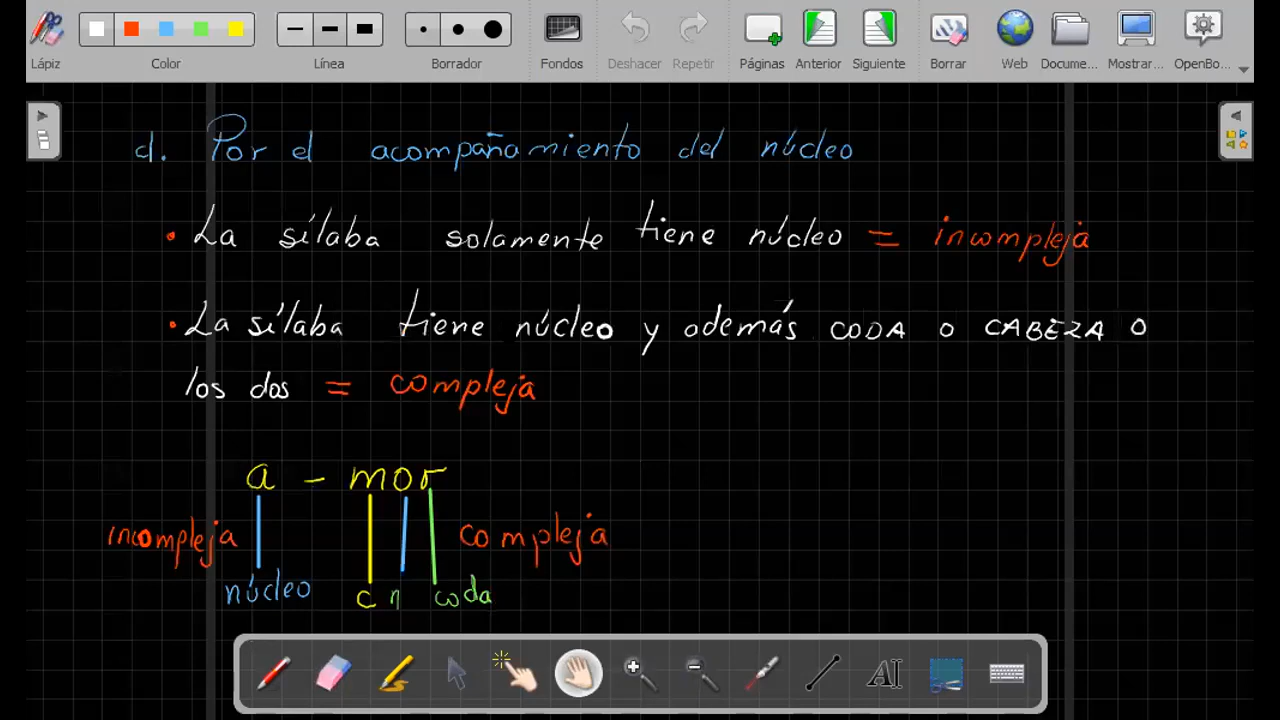 Lápiz Color Línea Borrador Fondos Deshacer Repetir Páginas Anterior Siguiente Borrar Web Docume... Mostrar... OpenBo...
d. Por el acompañamiento del núcleo
• La sílaba solamente tiene núcleo = incompleja
• La sílaba tiene núcleo y además CODA o CABEZA o
los dos = compleja
a - mor
incompleja compleja
núcleo c n coda
AI